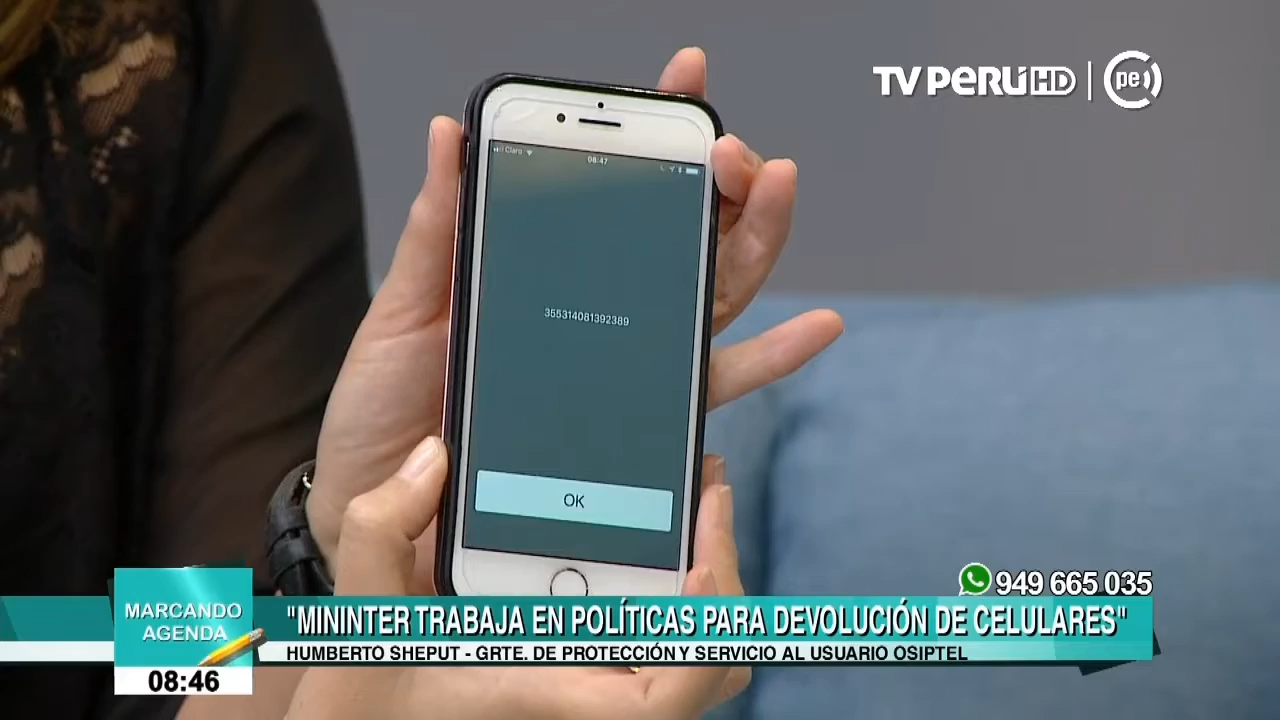 TV PERÚ HD
pe
Claro
08:47
355314081392389
OK
949 665 035
MARCANDO
AGENDA
"MININTER TRABAJA EN POLÍTICAS PARA DEVOLUCIÓN DE CELULARES"
HUMBERTO SHEPUT - GRTE. DE PROTECCIÓN Y SERVICIO AL USUARIO OSIPTEL
08:46